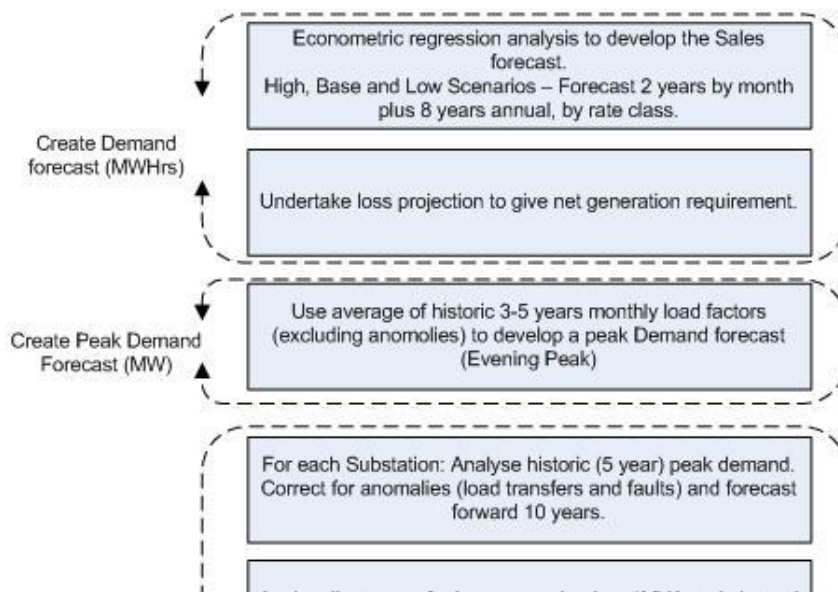 Econometric regression analysis to develop the Sales
forecast.
High, Base and Low Scenarios – Forecast 2 years by month
plus 8 years annual, by rate class.
Create Demand
forecast (MWHrs)
Undertake loss projection to give net generation requirement.
Use average of historic 3-5 years monthly load factors
(excluding anomolies) to develop a peak Demand forecast
(Evening Peak)
Create Peak Demand
Forecast (MW)
For each Substation: Analyse historic (5 year) peak demand.
Correct for anomalies (load transfers and faults) and forecast
forward 10 years.